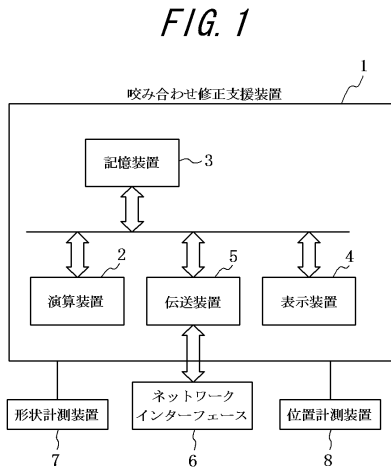 FIG. 1
1
咬み合わせ修正支援装置
記憶装置
3
2
5
4
演算装置
伝送装置
表示装置
形状計測装置
ネットワーク
インターフェース
位置計測装置
7
6
8